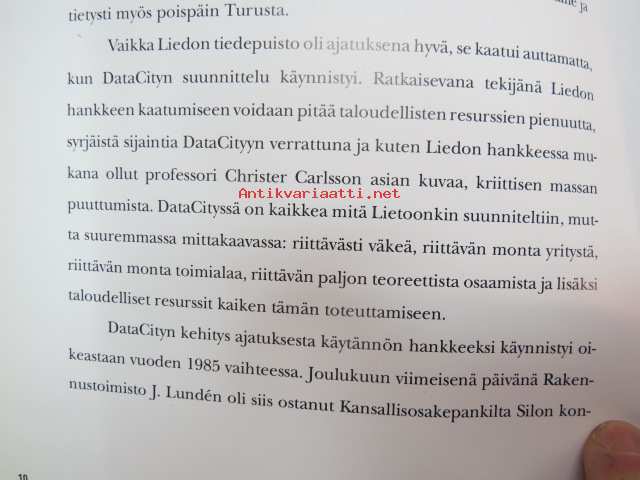 ja
tietysti myös poispäin Turusta.
Vaikka Liedon tiedepuisto oli ajatuksena hyvä, se kaatui auttamatta,
kun DataCityn suunnittelu käynnistyi. Ratkaisevana tekijänä Liedon
hankkeen kaatumiseen voidaan pitää taloudellisten resurssien pienuutta,
syrjäistä sijaintia DataCityyn verrattuna ja kuten Liedon hankkeessa mu-
kana ollut professori Christer Carlsson asian kuvaa, kriittisen massan
Antikvariaatti.net
puuttumista. DataCityssä on kaikkea mitä Lietoonkin suunniteltiin, mut-
ta suuremmassa mittakaavassa: riittävästi väkeä, riittävän monta yritystä,
riittävän monta toimialaa, riittävän paljon teoreettista osaamista ja lisäksi
taloudelliset resurssit kaiken tämän toteuttamiseen.
DataCityn kehitys ajatuksesta käytännön hankkeeksi käynnistyi oi-
keastaan vuoden 1985 vaihteessa. Joulukuun viimeisenä päivänä Raken-
nustoimisto J. Lundén oli siis ostanut Kansallisosakepankilta Silon kon-
10